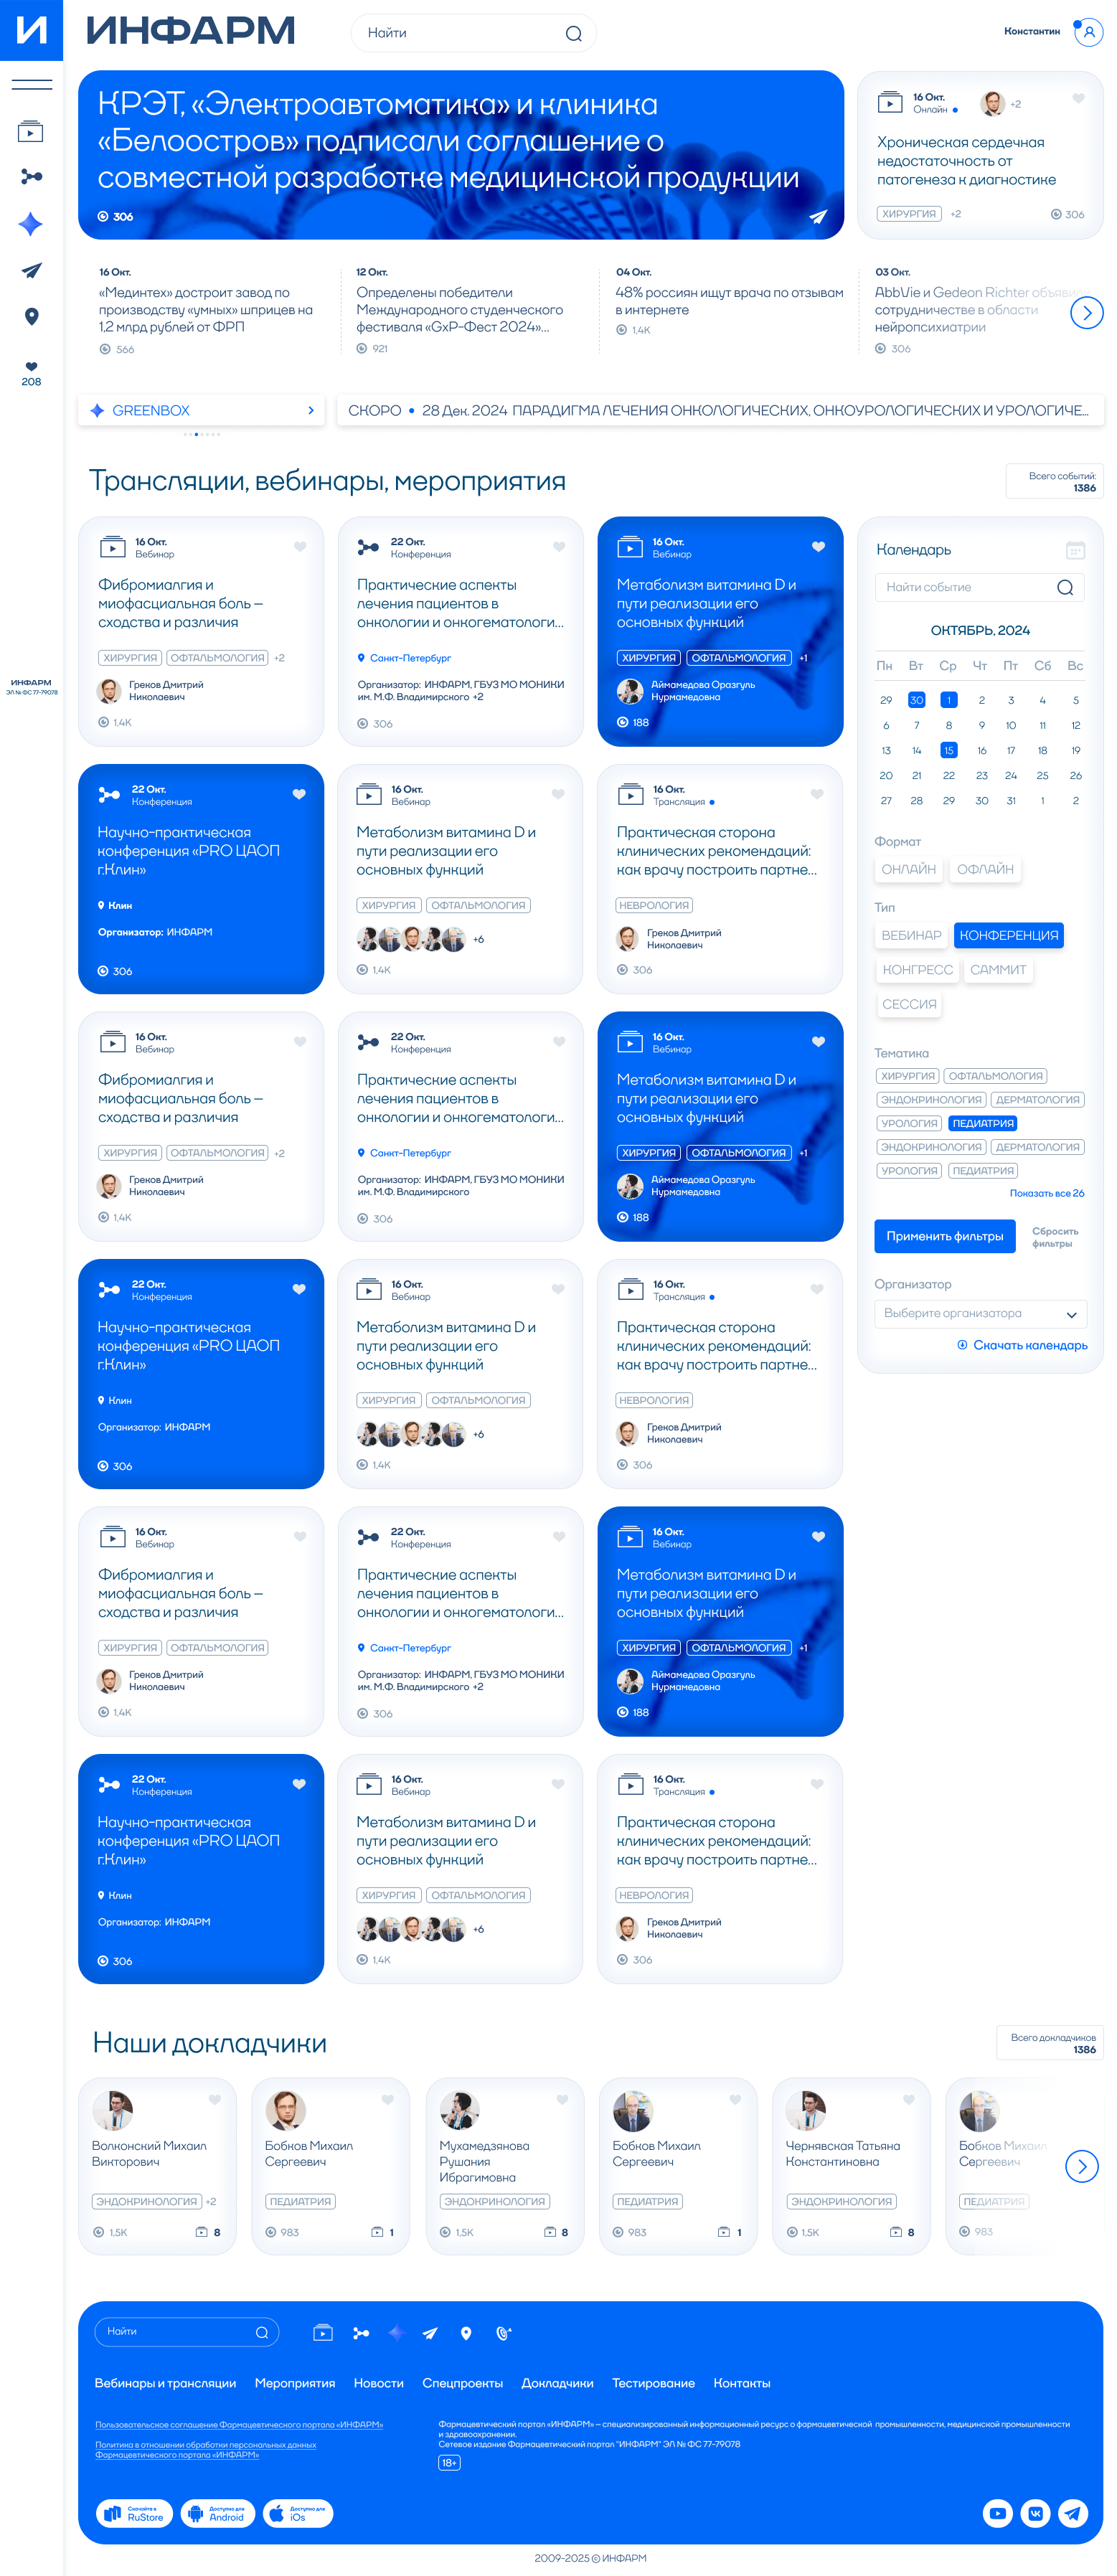 И
ИНФАРМ
Найти
Константин
208
ИНФАРМ
ЭЛ № ФС 77-79078
КРЭТ, «Электроавтоматика» и клиника
«Белоостров» подписали соглашение о
совместной разработке медицинской продукции
306
16 Окт.
Онлайн
+2
Хроническая сердечная
недостаточность от
патогенеза к диагностике
ХИРУРГИЯ +2
306
16 Окт.
«Мединтех» достроит завод по
производству «умных» шприцев на
1,2 млрд рублей от ФРП
566
12 Окт.
Определены победители
Международного студенческого
фестиваля «GxP-Фест 2024»...
921
04 Окт.
48% россиян ищут врача по отзывам
в интернете
1,4K
03 Окт.
AbbVie и Gedeon Richter объявили
сотрудничестве в области
нейропсихиатрии
306
GREENBOX
СКОРО • 28 Дек. 2024 ПАРАДИГМА ЛЕЧЕНИЯ ОНКОЛОГИЧЕСКИХ, ОНКОУРОЛОГИЧЕСКИХ И УРОЛОГИЧЕ...
Трансляции, вебинары, мероприятия
Всего событий:
1386
16 Окт.
Вебинар
Фибромиалгия и
миофасциальная боль –
сходства и различия
ХИРУРГИЯ ОФТАЛЬМОЛОГИЯ +2
Греков Дмитрий
Николаевич
1,4K
22 Окт.
Конференция
Практические аспекты
лечения пациентов в
онкологии и онкогематологи...
Санкт-Петербург
Организатор: ИНФАРМ, ГБУЗ МО МОНИКИ
им. М.Ф. Владимирского +2
306
16 Окт.
Вебинар
Метаболизм витамина D и
пути реализации его
основных функций
ХИРУРГИЯ ОФТАЛЬМОЛОГИЯ +1
Аймамедова Оразгуль
Нурмамедовна
188
22 Окт.
Конференция
Научно-практическая
конференция «PRO ЦАОП
г.Клин»
Клин
Организатор: ИНФАРМ
306
16 Окт.
Вебинар
Метаболизм витамина D и
пути реализации его
основных функций
ХИРУРГИЯ ОФТАЛЬМОЛОГИЯ
+6
1,4K
16 Окт.
Трансляция
Практическая сторона
клинических рекомендаций:
как врачу построить партне...
НЕВРОЛОГИЯ
Греков Дмитрий
Николаевич
306
16 Окт.
Вебинар
Фибромиалгия и
миофасциальная боль –
сходства и различия
ХИРУРГИЯ ОФТАЛЬМОЛОГИЯ +2
Греков Дмитрий
Николаевич
1,4K
22 Окт.
Конференция
Практические аспекты
лечения пациентов в
онкологии и онкогематологи...
Санкт-Петербург
Организатор: ИНФАРМ, ГБУЗ МО МОНИКИ
им. М.Ф. Владимирского
306
16 Окт.
Вебинар
Метаболизм витамина D и
пути реализации его
основных функций
ХИРУРГИЯ ОФТАЛЬМОЛОГИЯ +1
Аймамедова Оразгуль
Нурмамедовна
188
22 Окт.
Конференция
Научно-практическая
конференция «PRO ЦАОП
г.Клин»
Клин
Организатор: ИНФАРМ
306
16 Окт.
Вебинар
Метаболизм витамина D и
пути реализации его
основных функций
ХИРУРГИЯ ОФТАЛЬМОЛОГИЯ
+6
1,4K
16 Окт.
Трансляция
Практическая сторона
клинических рекомендаций:
как врачу построить партне...
НЕВРОЛОГИЯ
Греков Дмитрий
Николаевич
306
16 Окт.
Вебинар
Фибромиалгия и
миофасциальная боль –
сходства и различия
ХИРУРГИЯ ОФТАЛЬМОЛОГИЯ
Греков Дмитрий
Николаевич
1,4K
22 Окт.
Конференция
Практические аспекты
лечения пациентов в
онкологии и онкогематологи...
Санкт-Петербург
Организатор: ИНФАРМ, ГБУЗ МО МОНИКИ
им. М.Ф. Владимирского +2
306
16 Окт.
Вебинар
Метаболизм витамина D и
пути реализации его
основных функций
ХИРУРГИЯ ОФТАЛЬМОЛОГИЯ +1
Аймамедова Оразгуль
Нурмамедовна
188
22 Окт.
Конференция
Научно-практическая
конференция «PRO ЦАОП
г.Клин»
Клин
Организатор: ИНФАРМ
306
16 Окт.
Вебинар
Метаболизм витамина D и
пути реализации его
основных функций
ХИРУРГИЯ ОФТАЛЬМОЛОГИЯ
+6
1,4K
16 Окт.
Трансляция
Практическая сторона
клинических рекомендаций:
как врачу построить партне...
НЕВРОЛОГИЯ
Греков Дмитрий
Николаевич
306
Календарь
Найти событие
ОКТЯБРЬ, 2024
Пн Вт Ср Чт Пт Сб Вс
29 30 1 2 3 4 5
6 7 8 9 10 11 12
13 14 15 16 17 18 19
20 21 22 23 24 25 26
27 28 29 30 31 1 2
Формат
ОНЛАЙН ОФЛАЙН
Тип
ВЕБИНАР КОНФЕРЕНЦИЯ
КОНГРЕСС САММИТ
СЕССИЯ
Тематика
ХИРУРГИЯ ОФТАЛЬМОЛОГИЯ
ЭНДОКРИНОЛОГИЯ ДЕРМАТОЛОГИЯ
УРОЛОГИЯ ПЕДИАТРИЯ
ЭНДОКРИНОЛОГИЯ ДЕРМАТОЛОГИЯ
УРОЛОГИЯ ПЕДИАТРИЯ
Показать все 26
Применить фильтры
Сбросить
фильтры
Организатор
Выберите организатора
Скачать календарь
Наши докладчики
Всего докладчиков
1386
Волконский Михаил
Викторович
ЭНДОКРИНОЛОГИЯ +2
1,5K 8
Бобков Михаил
Сергеевич
ПЕДИАТРИЯ
983 1
Мухамедзянова
Рушания
Ибрагимовна
ЭНДОКРИНОЛОГИЯ
1,5K 8
Бобков Михаил
Сергеевич
ПЕДИАТРИЯ
983 1
Чернявская Татьяна
Константиновна
ЭНДОКРИНОЛОГИЯ
1,5K 8
Бобков Михаил
Сергеевич
ПЕДИАТРИЯ
983
Найти
Вебинары и трансляции Мероприятия Новости Спецпроекты Докладчики Тестирование Контакты
Пользовательское соглашение Фармацевтического портала «ИНФАРМ»
Политика в отношении обработки персональных данных
Фармацевтического портала «ИНФАРМ»
Фармацевтический портал «ИНФАРМ» – специализированный информационный ресурс о фармацевтической промышленности, медицинской промышленности
и здравоохранении.
Сетевое издание Фармацевтический портал "ИНФАРМ" ЭЛ № ФС 77-79078
18+
Скачайте в
RuStore
Доступно для
Android
Доступно для
iOs
2009-2025 © ИНФАРМ